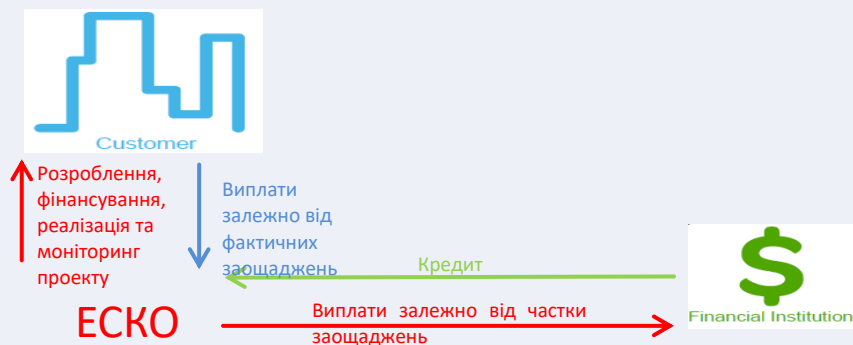 Customer
Розроблення,
фінансування,
реалізація та
моніторинг
проекту
Виплати
залежно від
фактичних
заощаджень
Кредит
Financial Institution
ЕСКО
Виплати залежно від частки
заощаджень